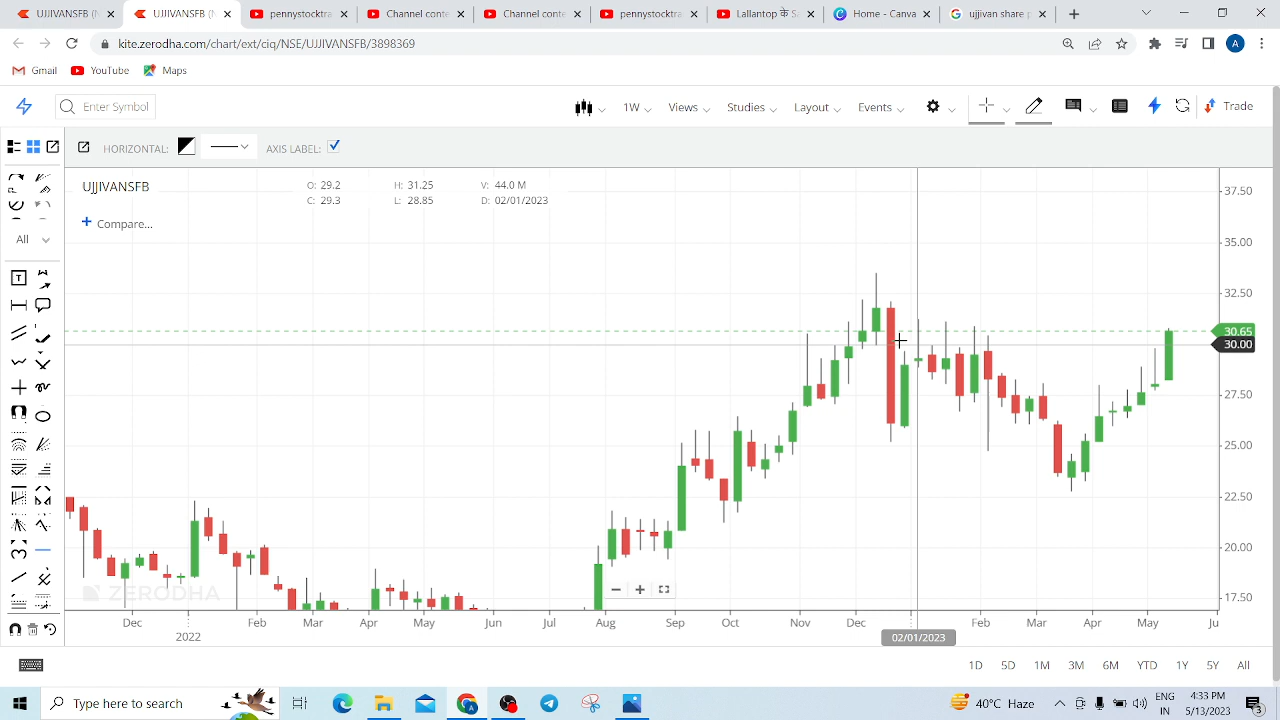 UJJIVANSFB (N
UJJIVANSFB (N
pennystocktra
Channel conte
Channel conte
pennystocktra
Lallantop
Home - Canva
ujjivan share p
kite.zerodha.com/chart/ext/ciq/NSE/UJJIVANSFB/3898369
A
Gmail
YouTube
Maps
Enter Symbol
1W
Views
Studies
Layout
Events
Trade
HORIZONTAL:
AXIS LABEL:
UJJIVANSFB
O: 29.2
H: 31.25
V: 44.0 M
C: 29.3
L: 28.85
D: 02/01/2023
+ Compare...
All
T
37.50
35.00
32.50
30.65
30.00
27.50
25.00
22.50
20.00
17.50
ZERODHA
Dec
2022
Feb
Mar
Apr
May
Jun
Jul
Aug
Sep
Oct
Nov
Dec
02/01/2023
Feb
Mar
Apr
May
Ju
1D
5D
1M
3M
6M
YTD
1Y
5Y
All
Type here to search
40°C Haze
ENG
IN
4:33 PM
5/13/2023
3